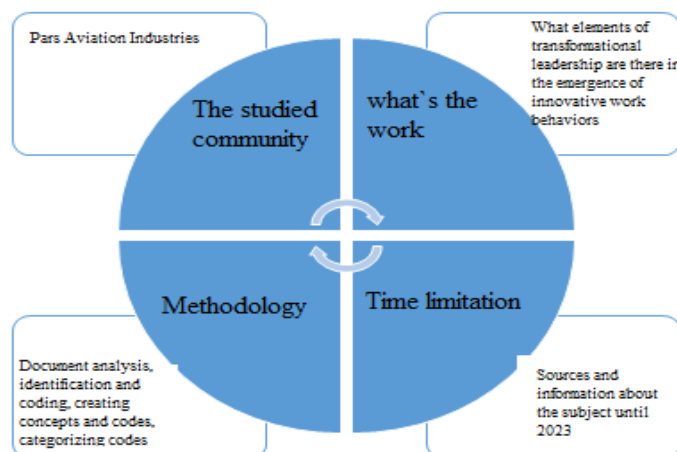 Pars Aviation Industries
What elements of
transformational
leadership are there in
the emergence of
innovative work
behaviors
The studied
community
what`s the
work
Methodology
Time limitation
Document analysis,
identification and
coding, creating
concepts and codes,
categorizing codes
Sources and
information about
the subject until
2023